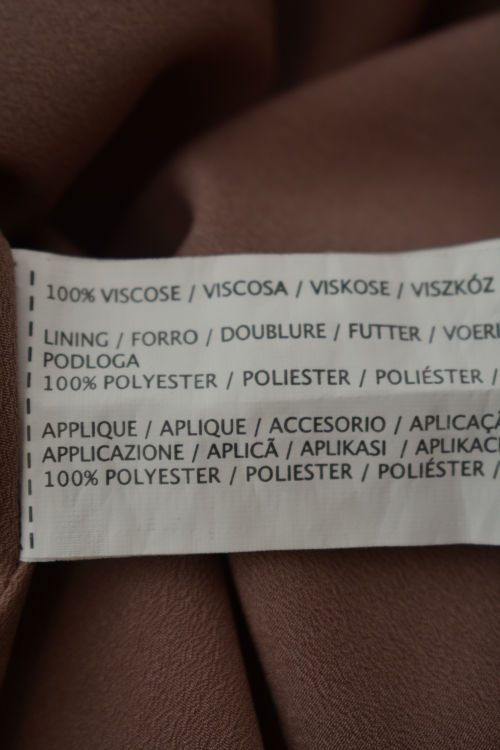 100% VISCOSE / VISCOSA / VISKOSE / VISZKÓZ
LINING / FORRO / DOUBLURE / FUTTER /
PODLOGA
100% POLYESTER / POLIESTER / POLIÉSTER /
APPLIQUE / APLIQUE / ACCESORIO /
APPLICAZIONE / APLICÃ / APLIKASI /
100% POLYESTER / POLIESTER / POLIÉSTER /